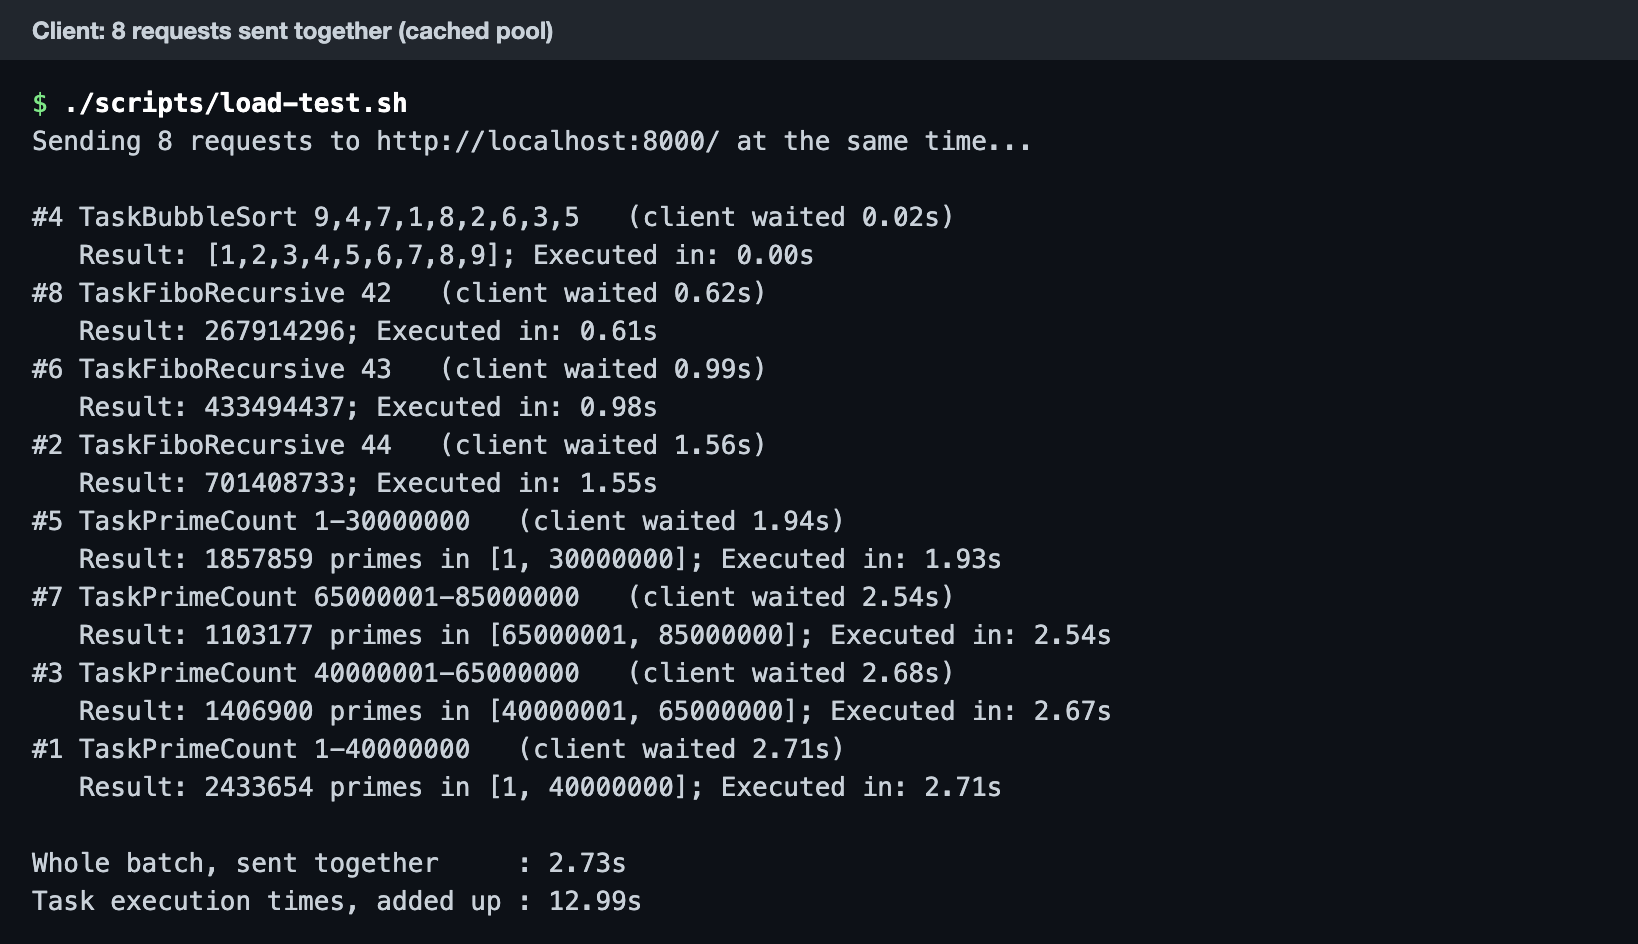 Client: 8 requests sent together (cached pool)
$ ./scripts/load-test.sh
Sending 8 requests to http://localhost:8000/ at the same time...
#4 TaskBubbleSort 9,4,7,1,8,2,6,3,5   (client waited 0.02s)
   Result: [1,2,3,4,5,6,7,8,9]; Executed in: 0.00s
#8 TaskFiboRecursive 42   (client waited 0.62s)
   Result: 267914296; Executed in: 0.61s
#6 TaskFiboRecursive 43   (client waited 0.99s)
   Result: 433494437; Executed in: 0.98s
#2 TaskFiboRecursive 44   (client waited 1.56s)
   Result: 701408733; Executed in: 1.55s
#5 TaskPrimeCount 1-30000000   (client waited 1.94s)
   Result: 1857859 primes in [1, 30000000]; Executed in: 1.93s
#7 TaskPrimeCount 65000001-85000000   (client waited 2.54s)
   Result: 1103177 primes in [65000001, 85000000]; Executed in: 2.54s
#3 TaskPrimeCount 40000001-65000000   (client waited 2.68s)
   Result: 1406900 primes in [40000001, 65000000]; Executed in: 2.67s
#1 TaskPrimeCount 1-40000000   (client waited 2.71s)
   Result: 2433654 primes in [1, 40000000]; Executed in: 2.71s
Whole batch, sent together     : 2.73s
Task execution times, added up : 12.99s